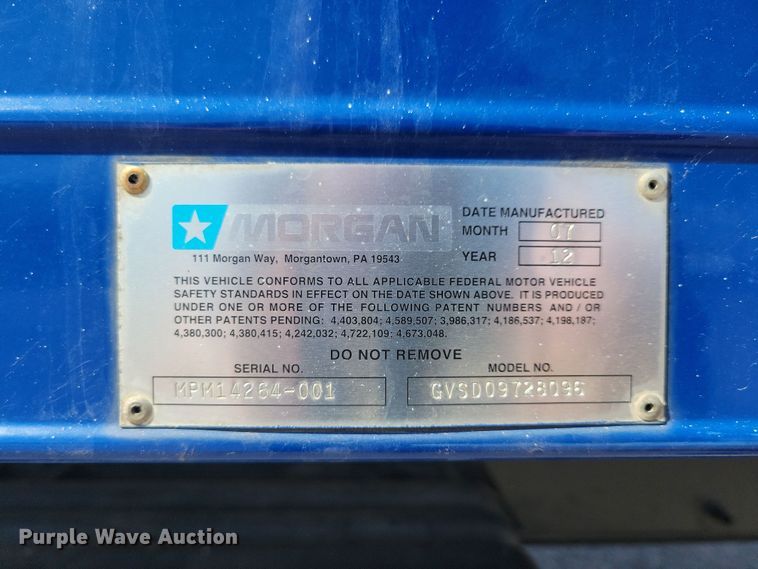 MORGAN
111 Morgan Way, Morgantown, PA 19543
DATE MANUFACTURED
MONTH 07
YEAR 12
THIS VEHICLE CONFORMS TO ALL APPLICABLE FEDERAL MOTOR VEHICLE
SAFETY STANDARDS IN EFFECT ON THE DATE SHOWN ABOVE. IT IS PRODUCED
UNDER ONE OR MORE OF THE FOLLOWING PATENT NUMBERS AND / OR
OTHER PATENTS PENDING: 4,403,804; 4,589,507; 3,986,317; 4,186,537; 4,198,187;
4,380,300; 4,380,415; 4,242,032; 4,722,109; 4,673,048.
DO NOT REMOVE
SERIAL NO. MODEL NO.
MPM14264-001 GVSD09728096
Purple Wave Auction